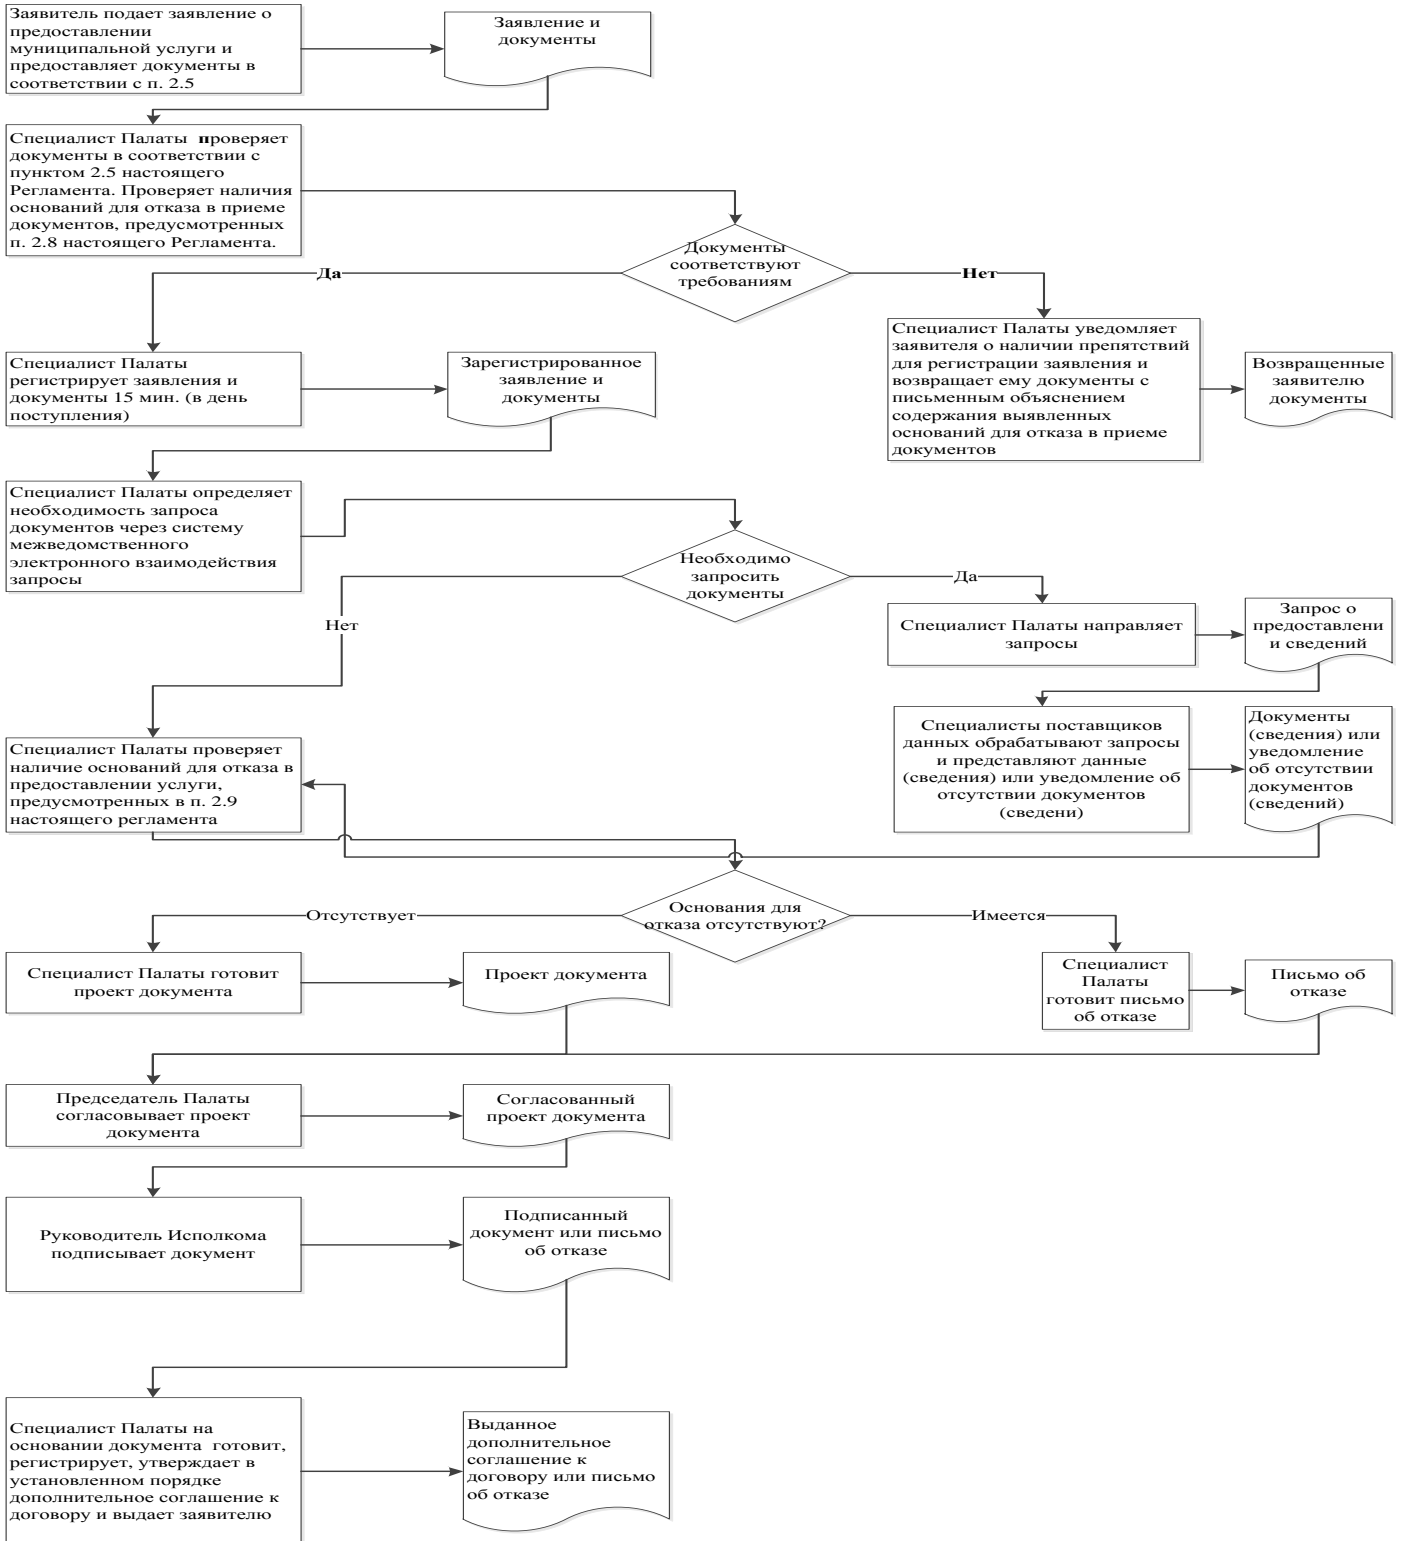 Заявитель подает заявление о
предоставлении
муниципальной услуги и
предоставляет документы в
соответствии с п. 2.5
Заявление и
документы
Специалист Палаты проверяет
документы в соответствии с
пунктом 2.5 настоящего
Регламента. Проверяет наличия
оснований для отказа в приеме
документов, предусмотренных
п. 2.8 настоящего Регламента.
Документы
соответствуют
требованиям
Да
Нет
Специалист Палаты
регистрирует заявления и
документы 15 мин. (в день
поступления)
Зарегистрированное
заявление и
документы
Специалист Палаты уведомляет
заявителя о наличии препятствий
для регистрации заявления и
возвращает ему документы с
письменным объяснением
содержания выявленных
оснований для отказа в приеме
документов
Возвращенные
заявителю
документы
Специалист Палаты определяет
необходимость запроса
документов через систему
межведомственного
электронного взаимодействия
запросы
Необходимо
запросить
документы
Да
Нет
Специалист Палаты направляет
запросы
Запрос о
предоставлени
и сведений
Специалист Палаты проверяет
наличие оснований для отказа в
предоставлении услуги,
предусмотренных в п. 2.9
настоящего регламента
Специалисты поставщиков
данных обрабатывают запросы
и представляют данные
(сведения) или уведомление об
отсутствии документов
(сведени)
Документы
(сведения) или
уведомление
об отсутствии
документов
(сведений)
Основания для
отказа отсутствуют?
Отсутствует
Имеется
Специалист Палаты готовит
проект документа
Проект документа
Специалист
Палаты
готовит письмо
об отказе
Письмо об
отказе
Председатель Палаты
согласовывает проект
документа
Согласованный
проект документа
Руководитель Исполкома
подписывает документ
Подписанный
документ или письмо
об отказе
Специалист Палаты на
основании документа готовит,
регистрирует, утверждает в
установленном порядке
дополнительное соглашение к
договору и выдает заявителю
Выданное
дополнительное
соглашение к
договору или письмо
об отказе